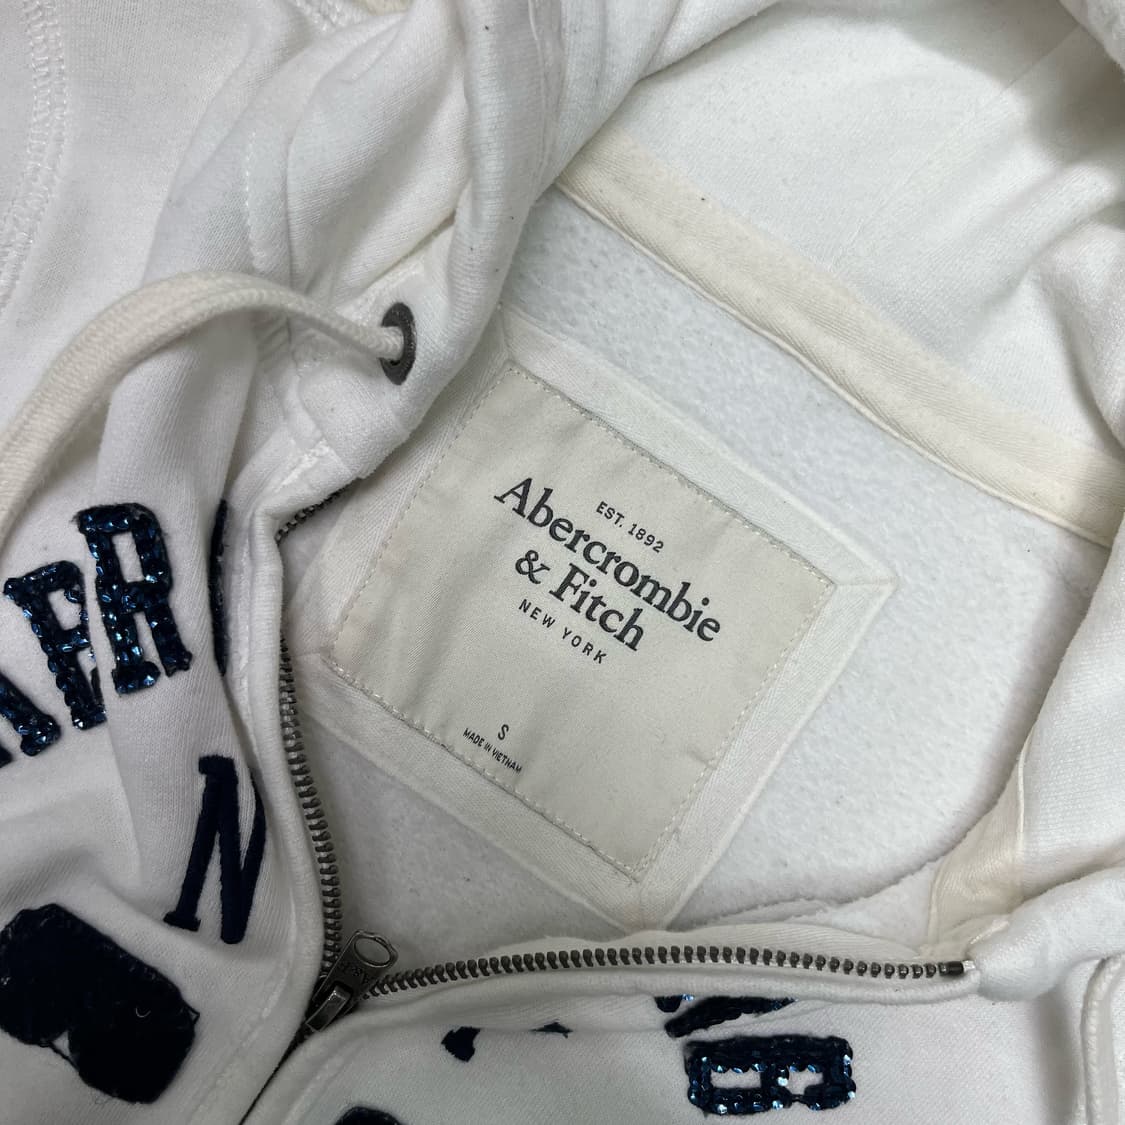 EST. 1892
Abercrombie
& Fitch
NEW YORK
S
MADE IN VIETNAM
N